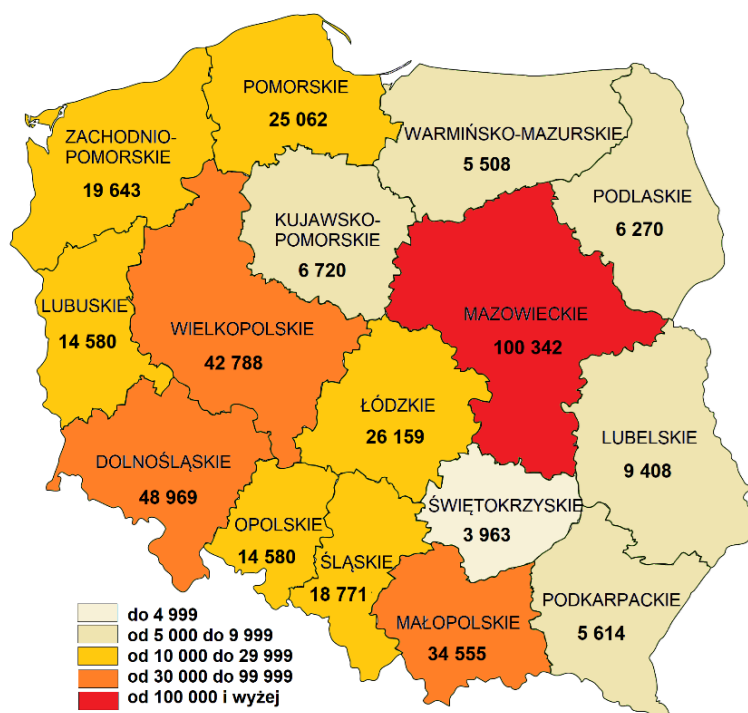 POMORSKIE
25 062
ZACHODNIO-
POMORSKIE
19 643
WARMIŃSKO-MAZURSKIE
5 508
PODLASKIE
6 270
KUJAWSKO-
POMORSKIE
6 720
LUBUSKIE
14 580
WIELKOPOLSKIE
42 788
MAZOWIECKIE
100 342
ŁÓDZKIE
26 159
LUBELSKIE
9 408
DOLNOŚLĄSKIE
48 969
OPOLSKIE
14 580
ŚLĄSKIE
18 771
ŚWIĘTOKRZYSKIE
3 963
MAŁOPOLSKIE
34 555
PODKARPACKIE
5 614
do 4 999
od 5 000 do 9 999
od 10 000 do 29 999
od 30 000 do 99 999
od 100 000 i wyżej